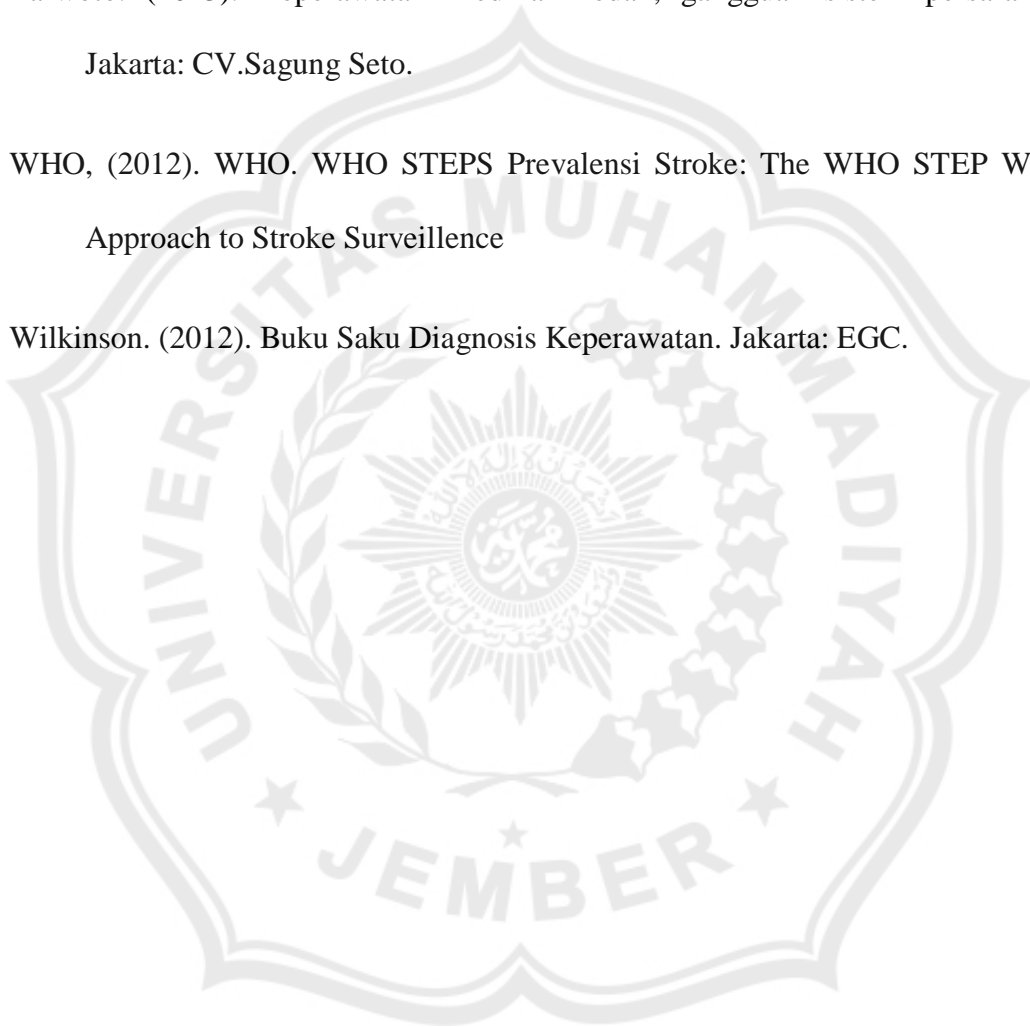 Jakarta: CV.Sagung Seto.
WHO, (2012). WHO. WHO STEPS Prevalensi Stroke: The WHO STEP W
Approach to Stroke Surveillence
Wilkinson. (2012). Buku Saku Diagnosis Keperawatan. Jakarta: EGC.
UNIVERSITAS MUHAMMADIYAH
JEMBER